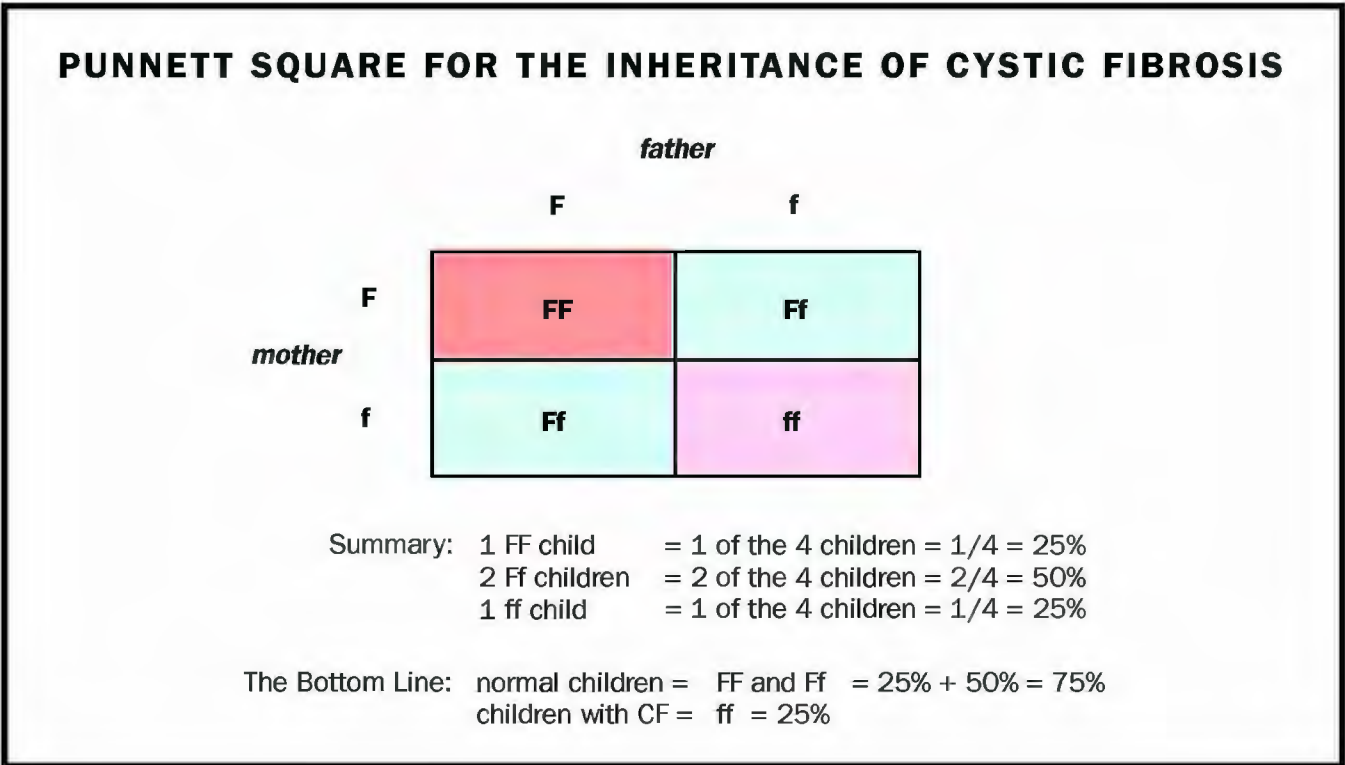 PUNNETT SQUARE FOR THE INHERITANCE OF CYSTIC FIBROSIS
father
F f
F FF Ff
mother
f Ff ff
Summary: 1 FF child = 1 of the 4 children = 1/4 = 25%
2 Ff children = 2 of the 4 children = 2/4 = 50%
1 ff child = 1 of the 4 children = 1/4 = 25%
The Bottom Line: normal children = FF and Ff = 25% + 50% = 75%
children with CF = ff = 25%